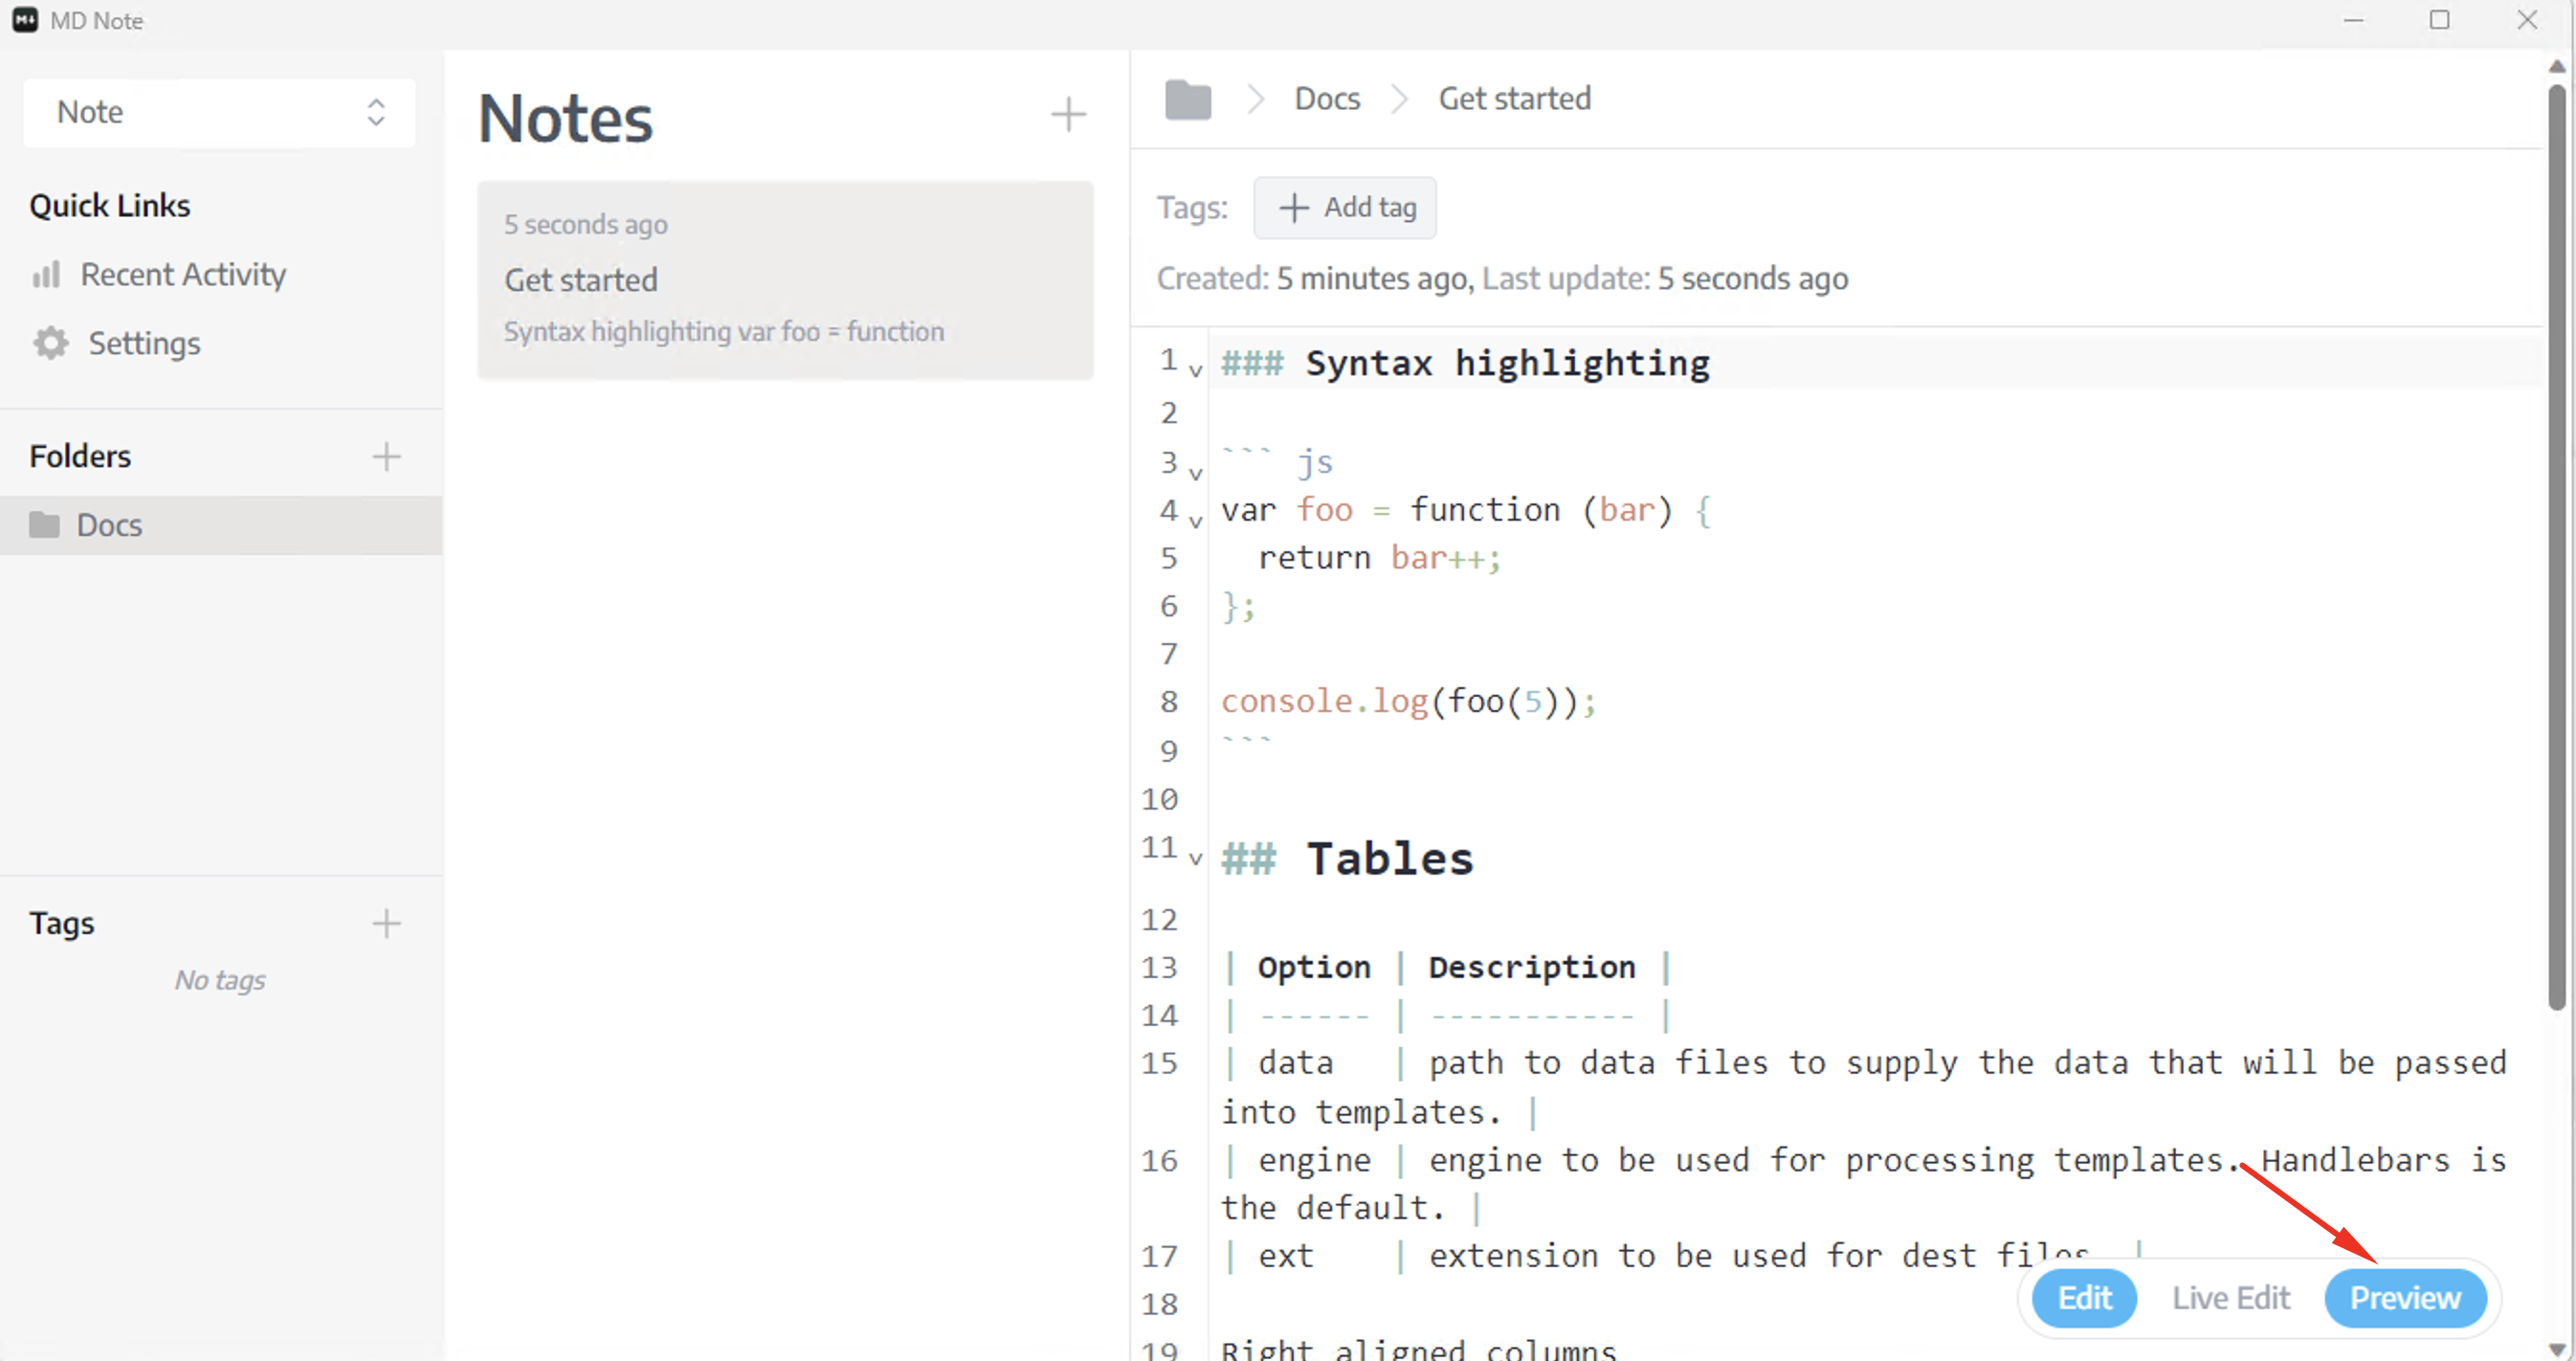 MD Note
Note
Quick Links
Recent Activity
Settings
Folders
Docs
Tags
No tags
Notes
5 seconds ago
Get started
Syntax highlighting var foo = function
Docs
Get started
Tags:
Add tag
Created: 5 minutes ago, Last update: 5 seconds ago
1 ### Syntax highlighting
2
3 ``` js
4 var foo = function (bar) {
5   return bar++;
6 };
7
8 console.log(foo(5));
9 ```
10
11 ## Tables
12
13 | Option | Description |
14 | ------ | ----------- |
15 | data   | path to data files to supply the data that will be passed
into templates. |
16 | engine | engine to be used for processing templates. Handlebars is
the default. |
17 | ext    | extension to be used for dest files. |
18
19 Right aligned columns
Edit
Live Edit
Preview